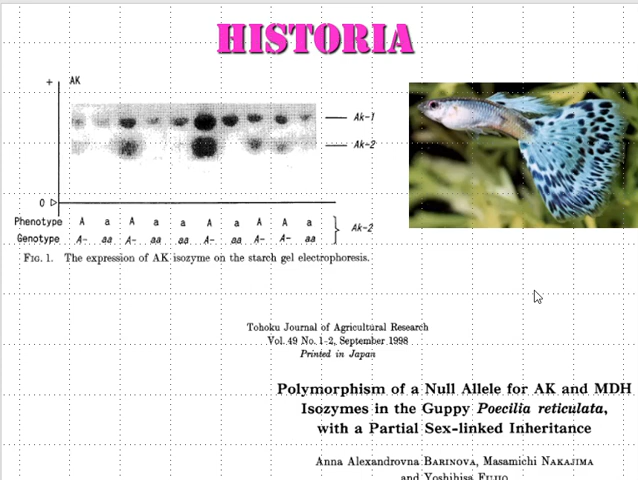 HISTORIA
+ AK
Ak-1
Ak-2
0
Phenotype A a A a a A a A A a
Ak-2
Genotype A- aa A- aa aa A- aa A- A- aa
FIG. 1. The expression of AK isozyme on the starch gel electrophoresis.
Tohoku Journal of Agricultural Research
Vol. 49 No. 1-2, September 1998
Printed in Japan
Polymorphism of a Null Allele for AK and MDH
Isozymes in the Guppy Poecilia reticulata,
with a Partial Sex-linked Inheritance
Anna Alexandrovna BARINOVA, Masamichi NAKAJIMA
and Yoshihisa FUJIO